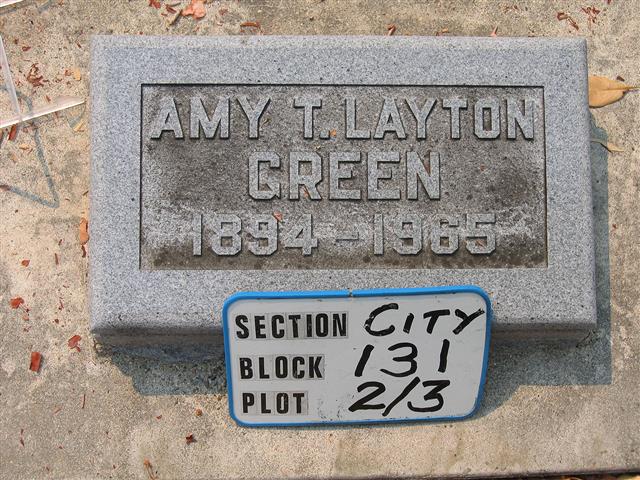 AMY T. LAYTON
GREEN
1894-1965
SECTION CITY
BLOCK 131
PLOT 2/3